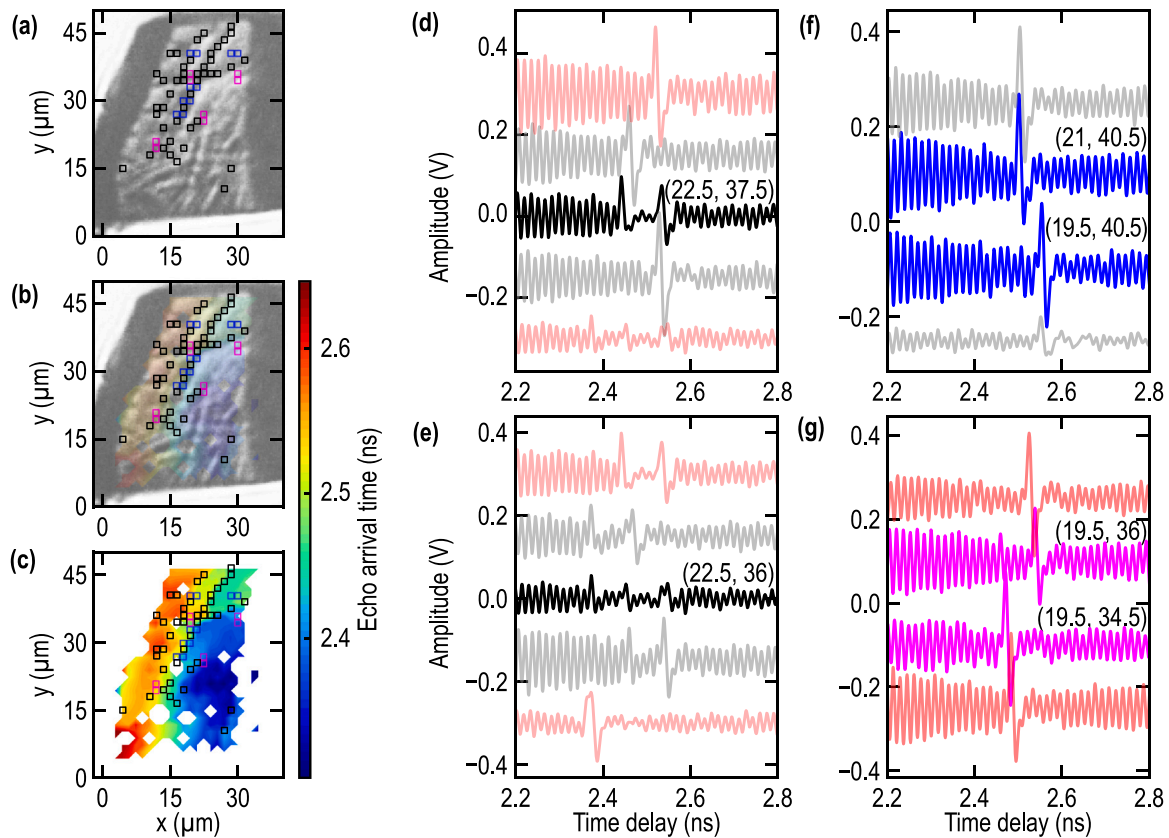 (a)
45
30
15
0
y (µm)
0 15 30
(b)
45
30
15
0
y (µm)
0 15 30
(c)
45
30
15
0
y (µm)
0 15 30
x (µm)
2.6
2.5
2.4
Echo arrival time (ns)
(d)
0.4
0.2
0.0
−0.2
Amplitude (V)
(22.5, 37.5)
2.2 2.4 2.6 2.8
(e)
0.4
0.2
0.0
−0.2
−0.4
Amplitude (V)
(22.5, 36)
2.2 2.4 2.6 2.8
Time delay (ns)
(f)
0.4
0.2
0.0
−0.2
(21, 40.5)
(19.5, 40.5)
2.2 2.4 2.6 2.8
(g)
0.4
0.2
0.0
−0.2
−0.4
(19.5, 36)
(19.5, 34.5)
2.2 2.4 2.6 2.8
Time delay (ns)